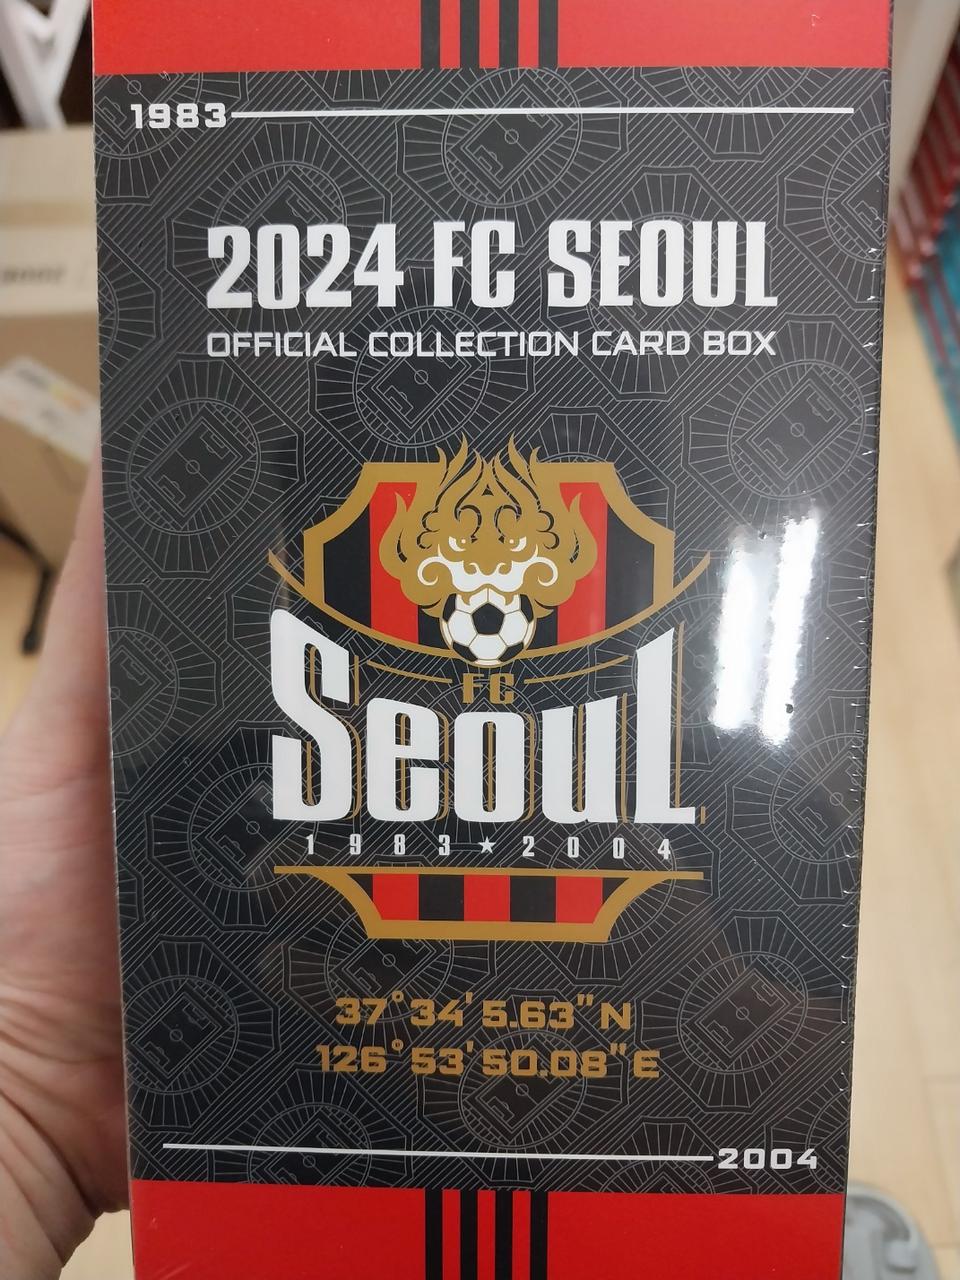 1983
2024 FC SEOUL
OFFICIAL COLLECTION CARD BOX
FC
Seoul
1983★2004
37°34'5.63"N
126°53'50.08"E
2004